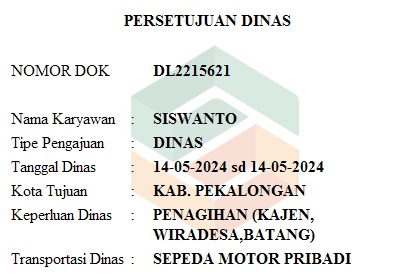 PERSETUJUAN DINAS
NOMOR DOK DL2215621
Nama Karyawan : SISWANTO
Tipe Pengajuan : DINAS
Tanggal Dinas : 14-05-2024 sd 14-05-2024
Kota Tujuan : KAB. PEKALONGAN
Keperluan Dinas : PENAGIHAN (KAJEN,
WIRADESA,BATANG)
Transportasi Dinas : SEPEDA MOTOR PRIBADI